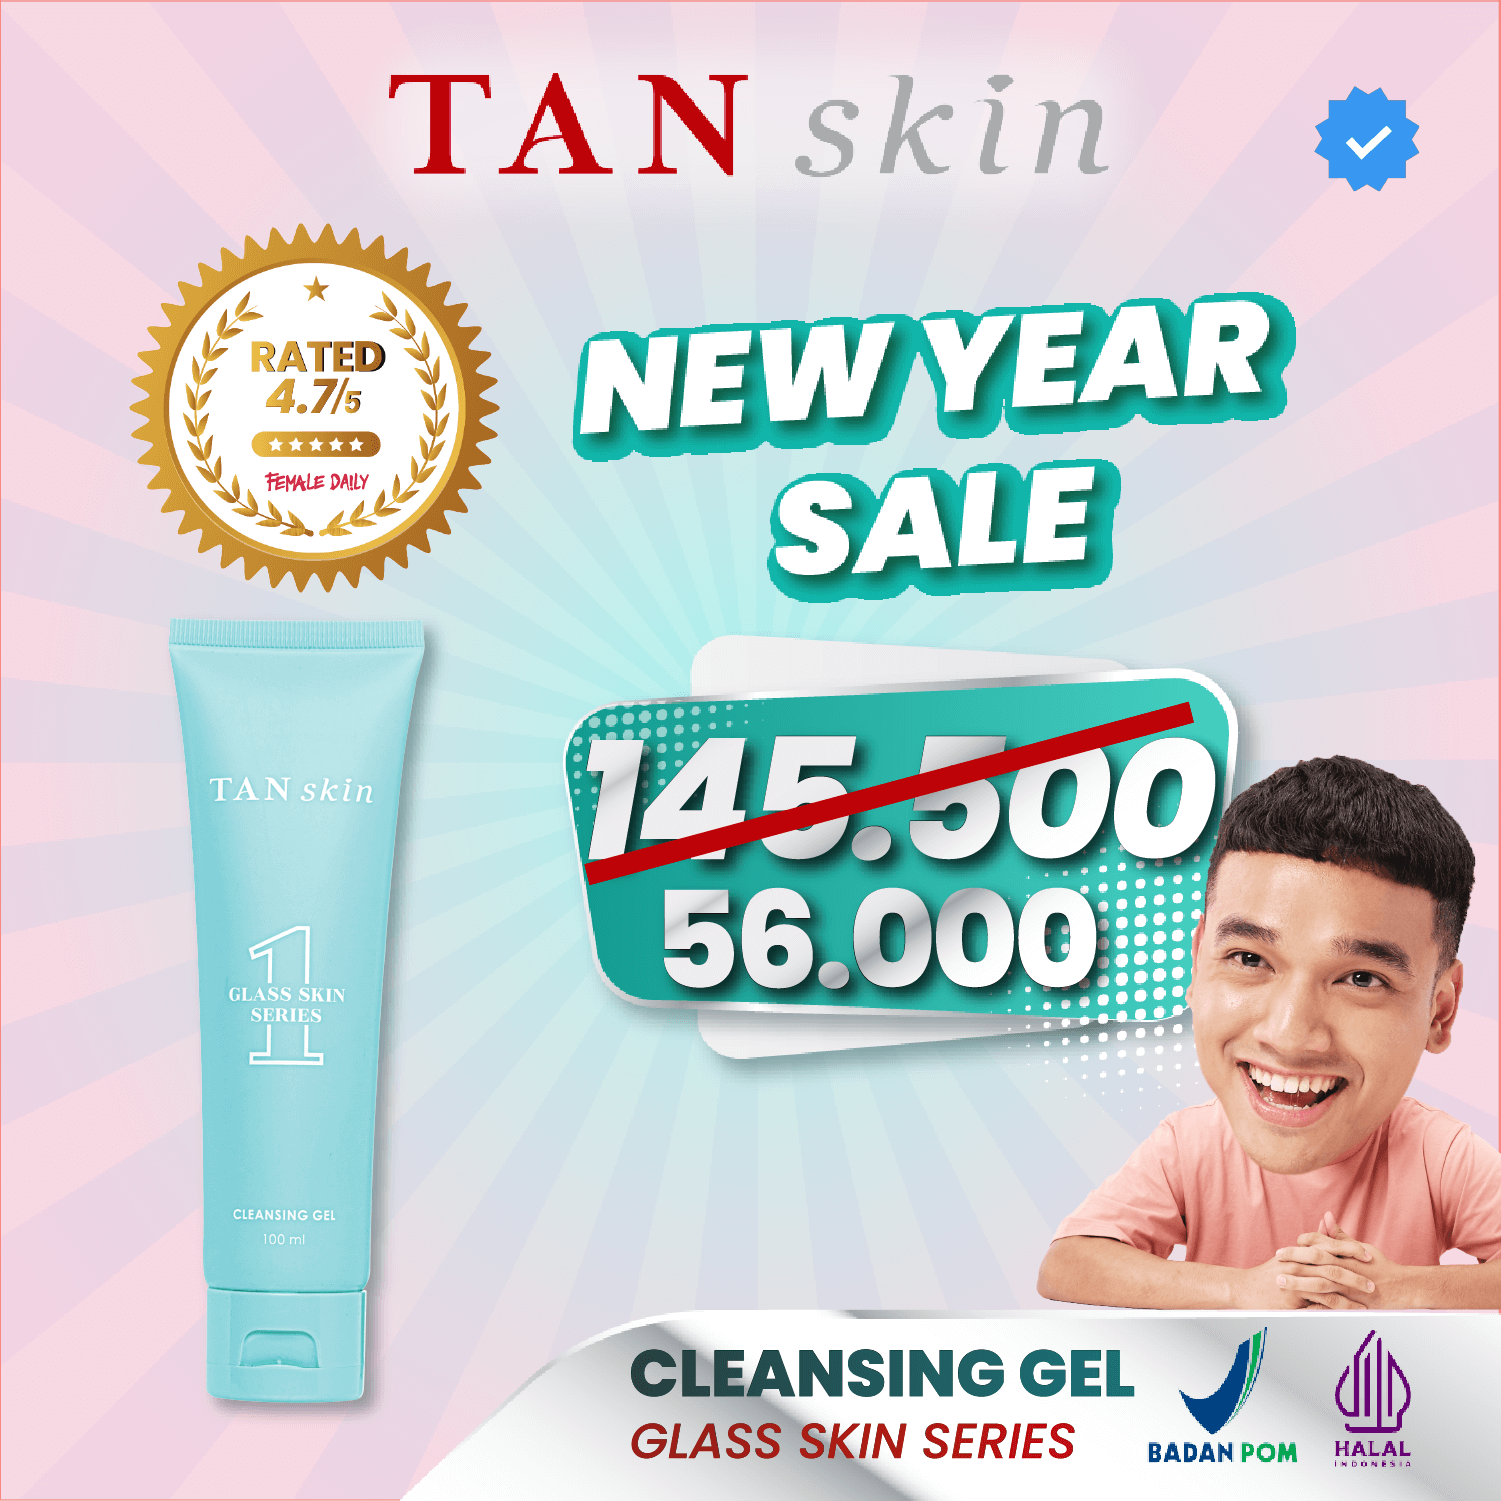 TAN skin
RATED
4.7/5
FEMALE DAILY
NEW YEAR
SALE
145.500
56.000
TAN skin
1
GLASS SKIN
SERIES
CLEANSING GEL
100 ml
CLEANSING GEL
GLASS SKIN SERIES
BADAN POM
HALAL
INDONESIA